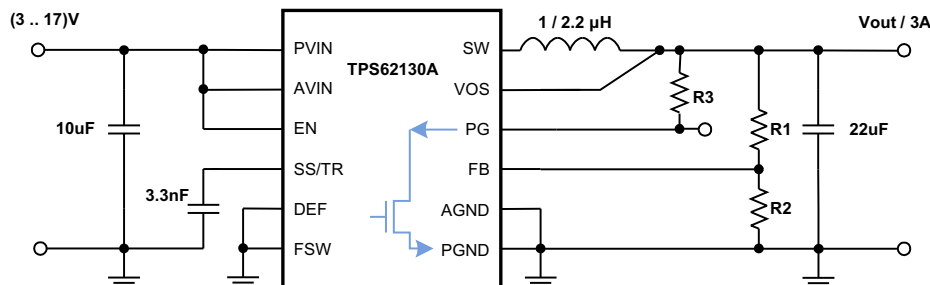 (3 .. 17)V
1 / 2.2 µH
Vout / 3A
PVIN
SW
TPS62130A
AVIN
VOS
R3
10uF
EN
PG
R1
22uF
SS/TR
FB
3.3nF
DEF
AGND
R2
FSW
PGND